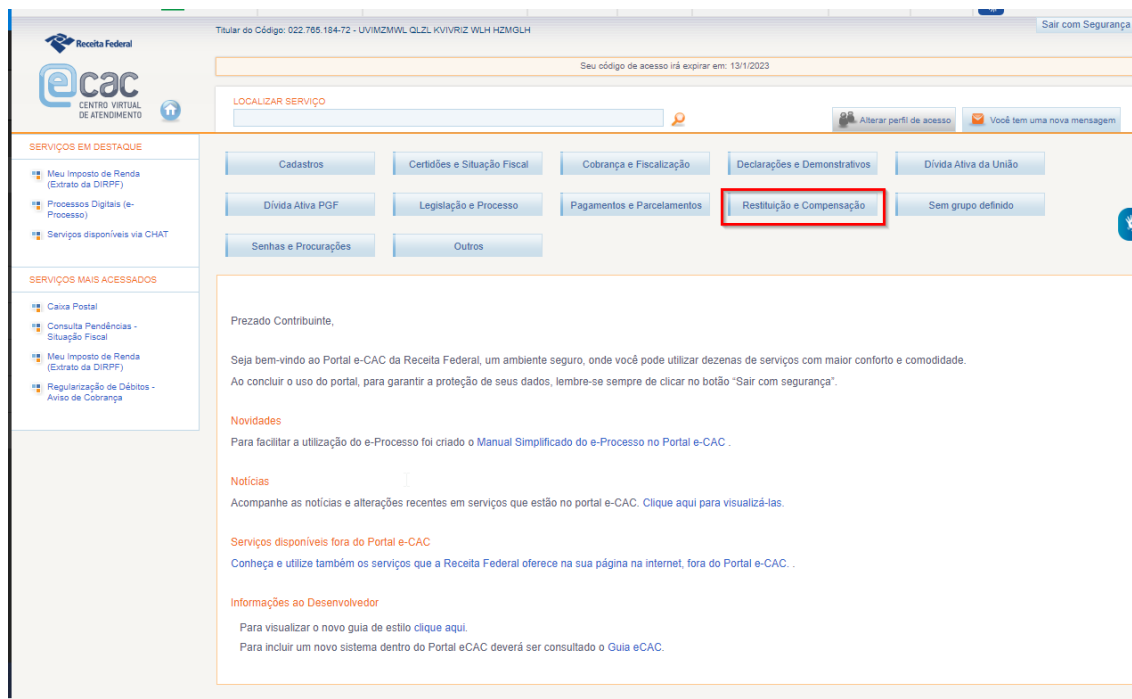 Titular do Código: 022.765.184-72 - UVIMZMWL QLZL KVIVRIZ WLH HZMGLH
Sair com Segurança
Receita Federal
Seu código de acesso irá expirar em: 13/1/2023
ecac
CENTRO VIRTUAL
DE ATENDIMENTO
LOCALIZAR SERVIÇO
Alterar perfil de acesso
Você tem uma nova mensagem
SERVIÇOS EM DESTAQUE
Meu Imposto de Renda
(Extrato da DIRPF)
Processos Digitais (e-
Processo)
Serviços disponíveis via CHAT
SERVIÇOS MAIS ACESSADOS
Caixa Postal
Consulta Pendências -
Situação Fiscal
Meu Imposto de Renda
(Extrato da DIRPF)
Regularização de Débitos -
Aviso de Cobrança
Cadastros
Certidões e Situação Fiscal
Cobrança e Fiscalização
Declarações e Demonstrativos
Dívida Ativa da União
Dívida Ativa PGF
Legislação e Processo
Pagamentos e Parcelamentos
Restituição e Compensação
Sem grupo definido
Senhas e Procurações
Outros
Prezado Contribuinte,
Seja bem-vindo ao Portal e-CAC da Receita Federal, um ambiente seguro, onde você pode utilizar dezenas de serviços com maior conforto e comodidade.
Ao concluir o uso do portal, para garantir a proteção de seus dados, lembre-se sempre de clicar no botão “Sair com segurança”.
Novidades
Para facilitar a utilização do e-Processo foi criado o Manual Simplificado do e-Processo no Portal e-CAC .
Notícias
Acompanhe as notícias e alterações recentes em serviços que estão no portal e-CAC. Clique aqui para visualizá-las.
Serviços disponíveis fora do Portal e-CAC
Conheça e utilize também os serviços que a Receita Federal oferece na sua página na internet, fora do Portal e-CAC. .
Informações ao Desenvolvedor
Para visualizar o novo guia de estilo clique aqui.
Para incluir um novo sistema dentro do Portal eCAC deverá ser consultado o Guia eCAC.